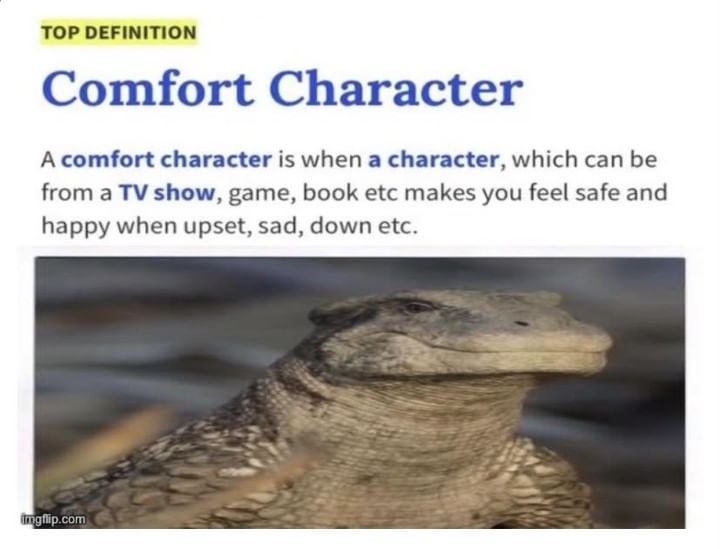 TOP DEFINITION
Comfort Character
A comfort character is when a character, which can be
from a TV show, game, book etc makes you feel safe and
happy when upset, sad, down etc.
imgflip.com